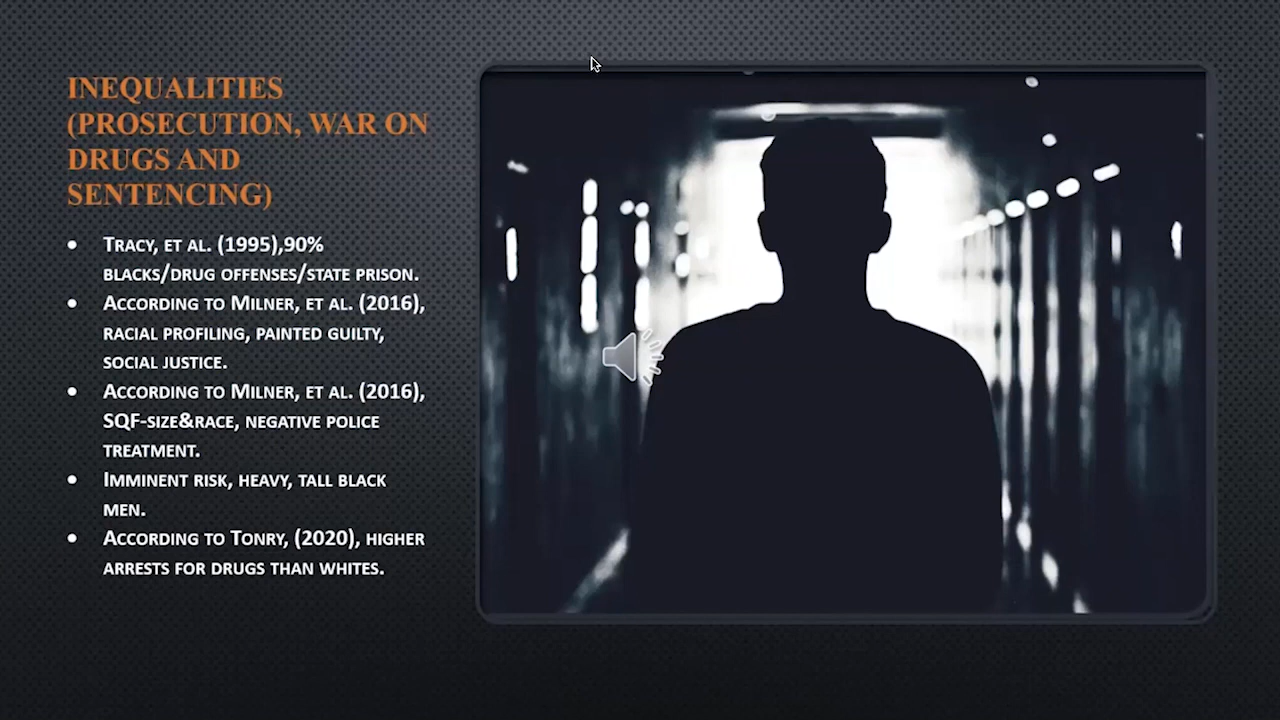 INEQUALITIES
(PROSECUTION, WAR ON
DRUGS AND
SENTENCING)
• TRACY, ET AL. (1995),90%
BLACKS/DRUG OFFENSES/STATE PRISON.
• ACCORDING TO MILNER, ET AL. (2016),
RACIAL PROFILING, PAINTED GUILTY,
SOCIAL JUSTICE.
• ACCORDING TO MILNER, ET AL. (2016),
SQF-SIZE&RACE, NEGATIVE POLICE
TREATMENT.
• IMMINENT RISK, HEAVY, TALL BLACK
MEN.
• ACCORDING TO TONRY, (2020), HIGHER
ARRESTS FOR DRUGS THAN WHITES.